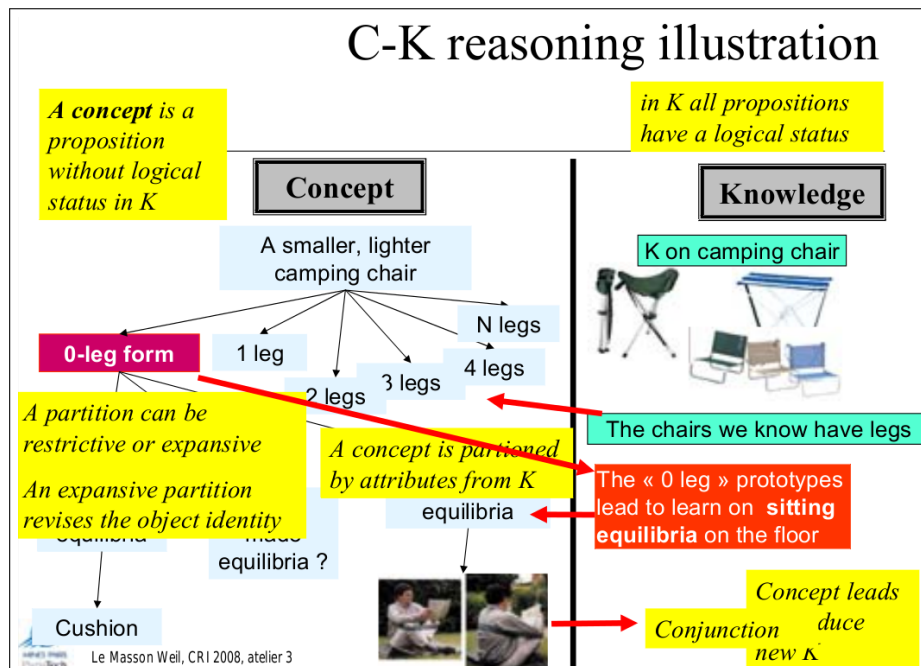 C-K reasoning illustration
A concept is a
proposition
without logical
status in K
in K all propositions
have a logical status
Concept
Knowledge
A smaller, lighter
camping chair
K on camping chair
N legs
0-leg form
1 leg
4 legs
3 legs
2 legs
A partition can be
restrictive or expansive
An expansive partition
revises the object identity
The chairs we know have legs
A concept is partioned
by attributes from K
The « 0 leg » prototypes
lead to learn on sitting
equilibria on the floor
equilibria
equilibria ?
equilibria
Cushion
Concept leads
new K
Conjunction
Le Masson Weil, CRI 2008, atelier 3